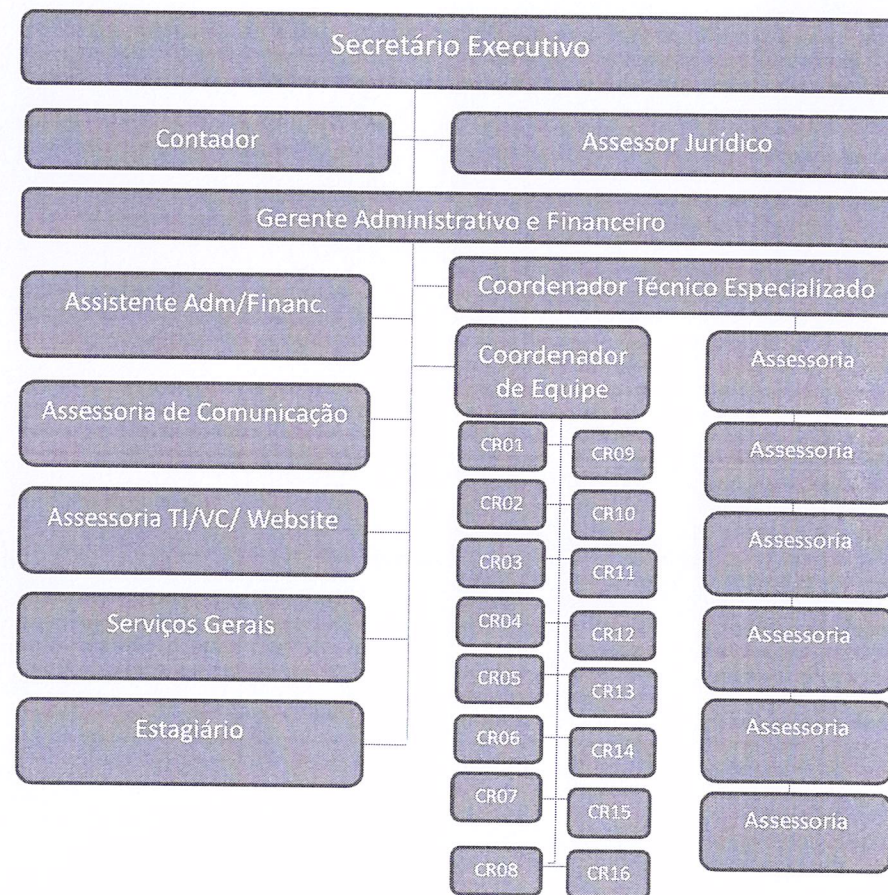 Secretário Executivo
Contador
Assessor Jurídico
Gerente Administrativo e Financeiro
Assistente Adm/Financ.
Assessoria de Comunicação
Assessoria TI/VC/ Website
Serviços Gerais
Estagiário
Coordenador Técnico Especializado
Coordenador
de Equipe
CR01
CR09
CR02
CR10
CR03
CR11
CR04
CR12
CR05
CR13
CR06
CR14
CR07
CR15
CR08
CR16
Assessoria
Assessoria
Assessoria
Assessoria
Assessoria
Assessoria